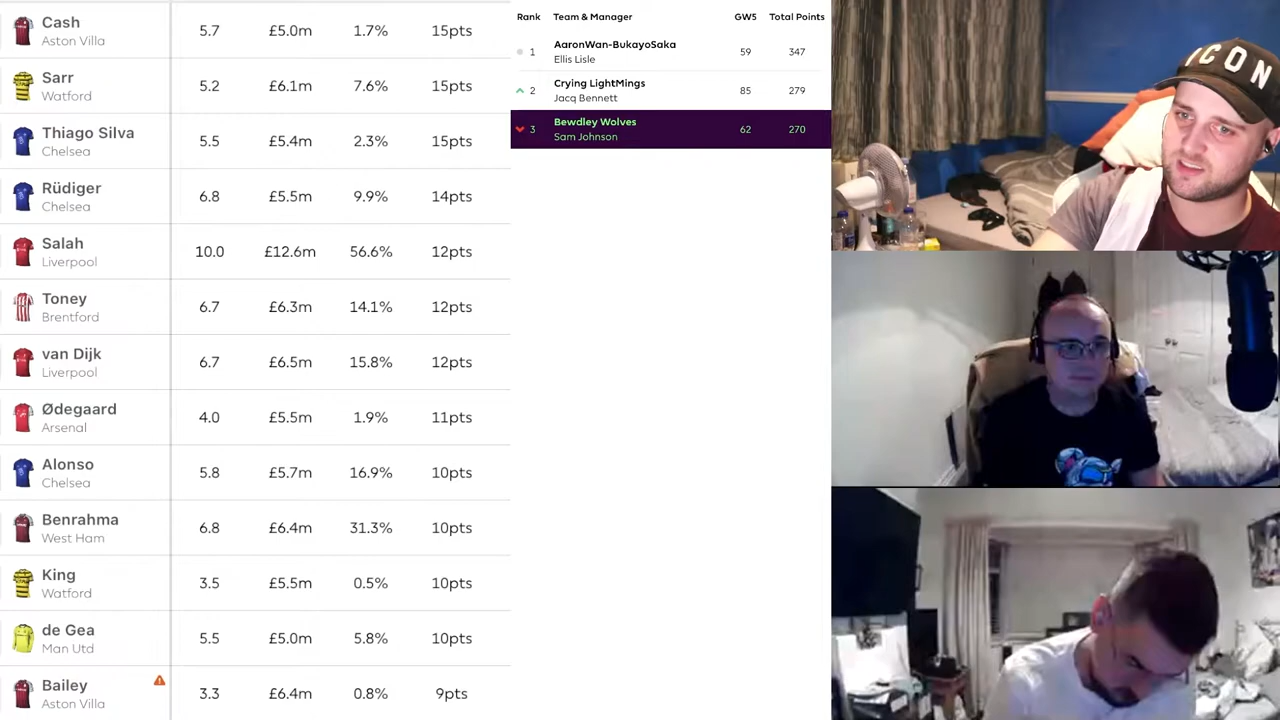 Cash
Aston Villa
5.7 £5.0m 1.7% 15pts
Sarr
Watford
5.2 £6.1m 7.6% 15pts
Thiago Silva
Chelsea
5.5 £5.4m 2.3% 15pts
Rüdiger
Chelsea
6.8 £5.5m 9.9% 14pts
Salah
Liverpool
10.0 £12.6m 56.6% 12pts
Toney
Brentford
6.7 £6.3m 14.1% 12pts
van Dijk
Liverpool
6.7 £6.5m 15.8% 12pts
Ødegaard
Arsenal
4.0 £5.5m 1.9% 11pts
Alonso
Chelsea
5.8 £5.7m 16.9% 10pts
Benrahma
West Ham
6.8 £6.4m 31.3% 10pts
King
Watford
3.5 £5.5m 0.5% 10pts
de Gea
Man Utd
5.5 £5.0m 5.8% 10pts
Bailey
Aston Villa
3.3 £6.4m 0.8% 9pts
Rank Team & Manager GW5 Total Points
1 AaronWan-BukayoSaka 59 347
Ellis Lisle
2 Crying LightMings 85 279
Jacq Bennett
3 Bewdley Wolves 62 270
Sam Johnson
ICON